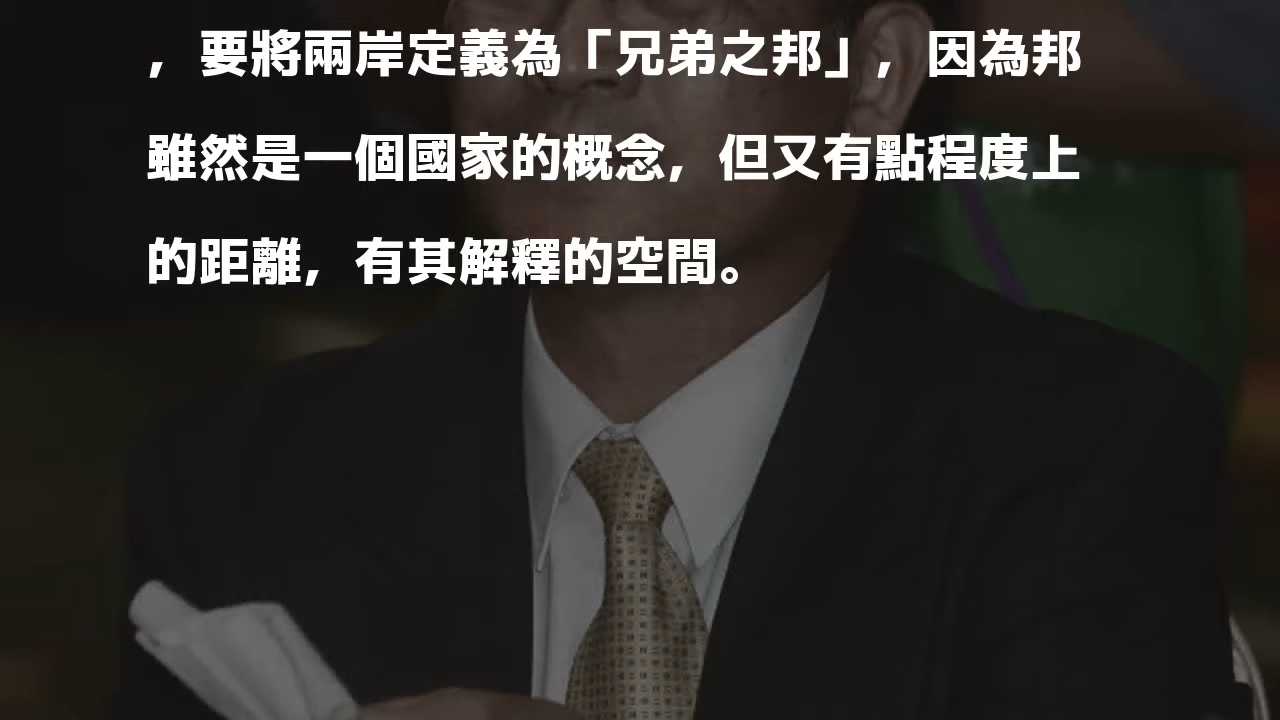 ，要將兩岸定義為「兄弟之邦」，因為邦
雖然是一個國家的概念，但又有點程度上
的距離，有其解釋的空間。